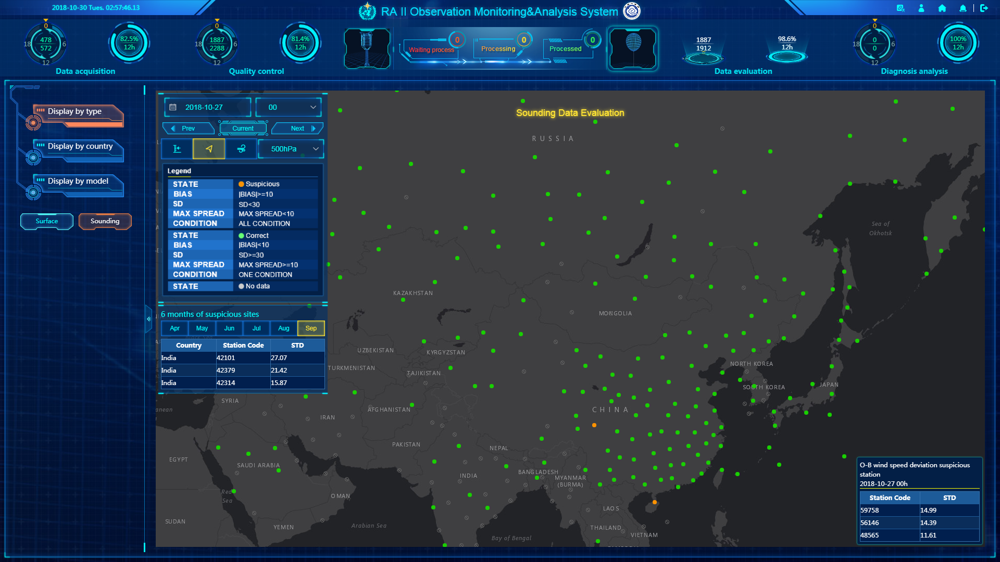 2018-10-30 Tues. 02:57:46.13
RA II Observation Monitoring&Analysis System
0
478
572
18
6
12
82.5%
12h
Data acquisition
0
1887
2288
18
6
12
81.4%
12h
Quality control
Waiting process
0
Processing
0
Processed
0
1887
1912
98.6%
12h
Data evaluation
0
0
0
18
6
12
100%
12h
Diagnosis analysis
Display by type
Display by country
Display by model
Surface
Sounding
2018-10-27
00
Prev
Current
Next
500hPa
Legend
STATE Suspicious
BIAS |BIAS|>=10
SD SD<30
MAX SPREAD MAX SPREAD<10
CONDITION ALL CONDITION
STATE Correct
BIAS |BIAS|<10
SD SD>=30
MAX SPREAD MAX SPREAD>=10
CONDITION ONE CONDITION
STATE No data
6 months of suspicious sites
Apr May Jun Jul Aug Sep
Country Station Code STD
India 42101 27.07
India 42379 21.42
India 42314 15.87
Sounding Data Evaluation
RUSSIA
Sea of
Okhotsk
KAZAKHSTAN
MONGOLIA
UZBEKISTAN
KYRGYZSTAN
TURKMENISTAN
TAJIKISTAN
NORTH KOREA
SOUTH KOREA
JAPAN
SYRIA
AFGHANISTAN
CHINA
IRAN
PAKISTAN
NEPAL
EGYPT
SAUDI ARABIA
BANGLADESH
INDIA
MYANMAR
(BURMA)
Red
Sea
OMAN
LAOS
SUDAN
YEMEN
Arabian Sea
THAILAND
VIETNAM
Bay of Bengal
O-B wind speed deviation suspicious
station
2018-10-27 00h
Station Code STD
59758 14.99
56146 14.39
48565 11.61